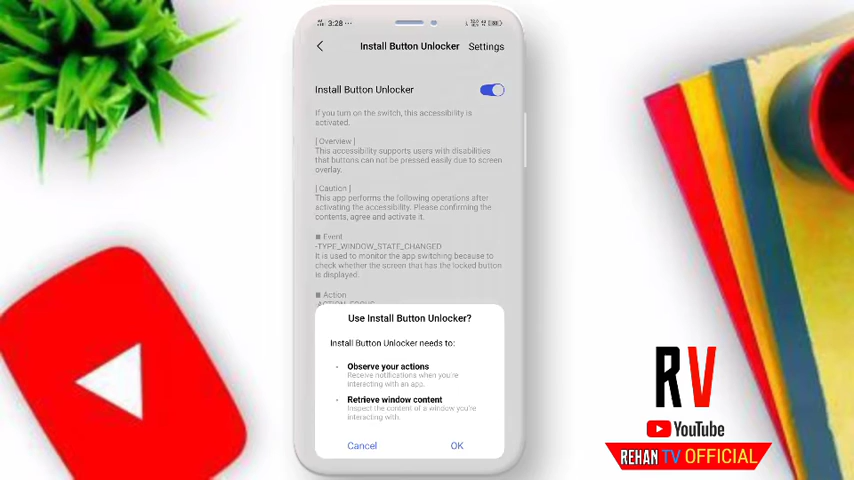 3:28
Install Button Unlocker Settings
Install Button Unlocker
If you turn on the switch, this accessibility is
activated.
[ Overview ]
This accessibility supports users with disabilities
that buttons can not be pressed easily due to screen
overlay.
[ Caution ]
This app performs the following operations after
activating the accessibility. Please confirming the
contents, agree and activate it.
■ Event
-TYPE_WINDOW_STATE_CHANGED
It is used to monitor the app switching because to
check whether the screen that has the locked button
is displayed.
■ Action
Use Install Button Unlocker?
Install Button Unlocker needs to:
• Observe your actions
Receive notifications when you're
interacting with an app.
• Retrieve window content
Inspect the content of a window you're
interacting with.
Cancel OK
RV
YouTube
REHAN TV OFFICIAL